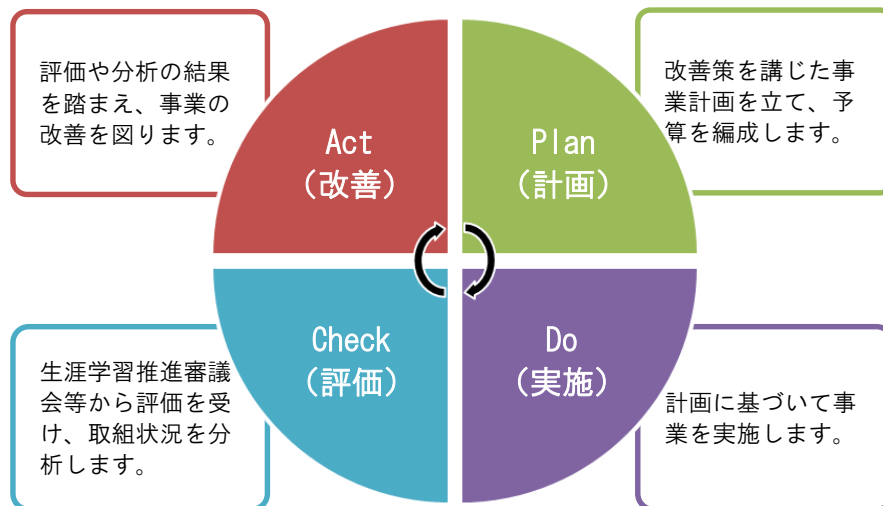 評価や分析の結果
を踏まえ、事業の
改善を図ります。
Act
（改善）
Plan
（計画）
改善策を講じた事
業計画を立て、予
算を編成します。
生涯学習推進審議
会等から評価を受
け、取組状況を分
析します。
Check
（評価）
Do
（実施）
計画に基づいて事
業を実施します。